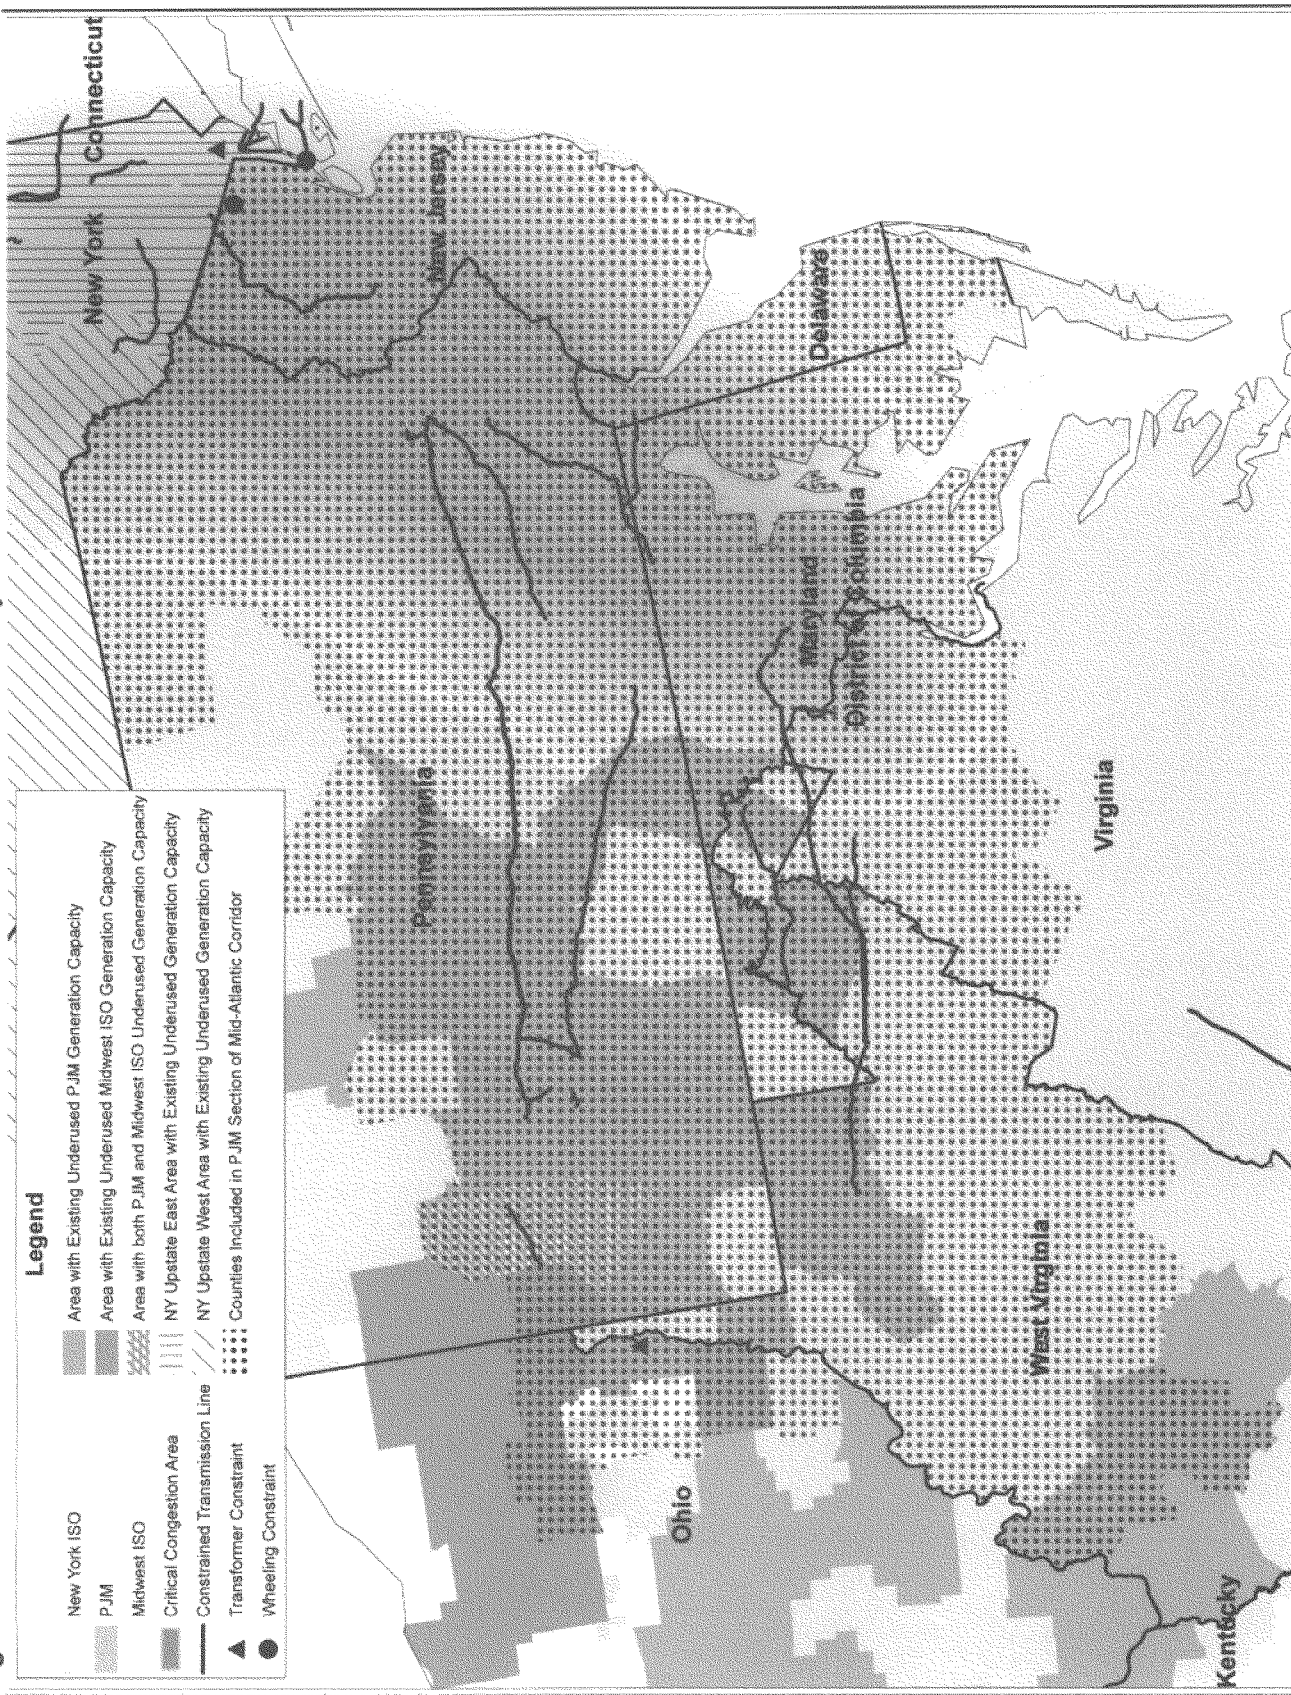 Legend
New York ISO
PJM
Midwest ISO
Critical Congestion Area
Constrained Transmission Line
Transformer Constraint
Wheeling Constraint
Area with Existing Underused PJM Generation Capacity
Area with Existing Underused Midwest ISO Generation Capacity
Area with both PJM and Midwest ISO Underused Generation Capacity
NY Upstate East Area with Existing Underused Generation Capacity
NY Upstate West Area with Existing Underused Generation Capacity
Counties Included in PJM Section of Mid-Atlantic Corridor
New York
Connecticut
Pennsylvania
New Jersey
Ohio
Maryland
Delaware
District of Columbia
West Virginia
Virginia
Kentucky